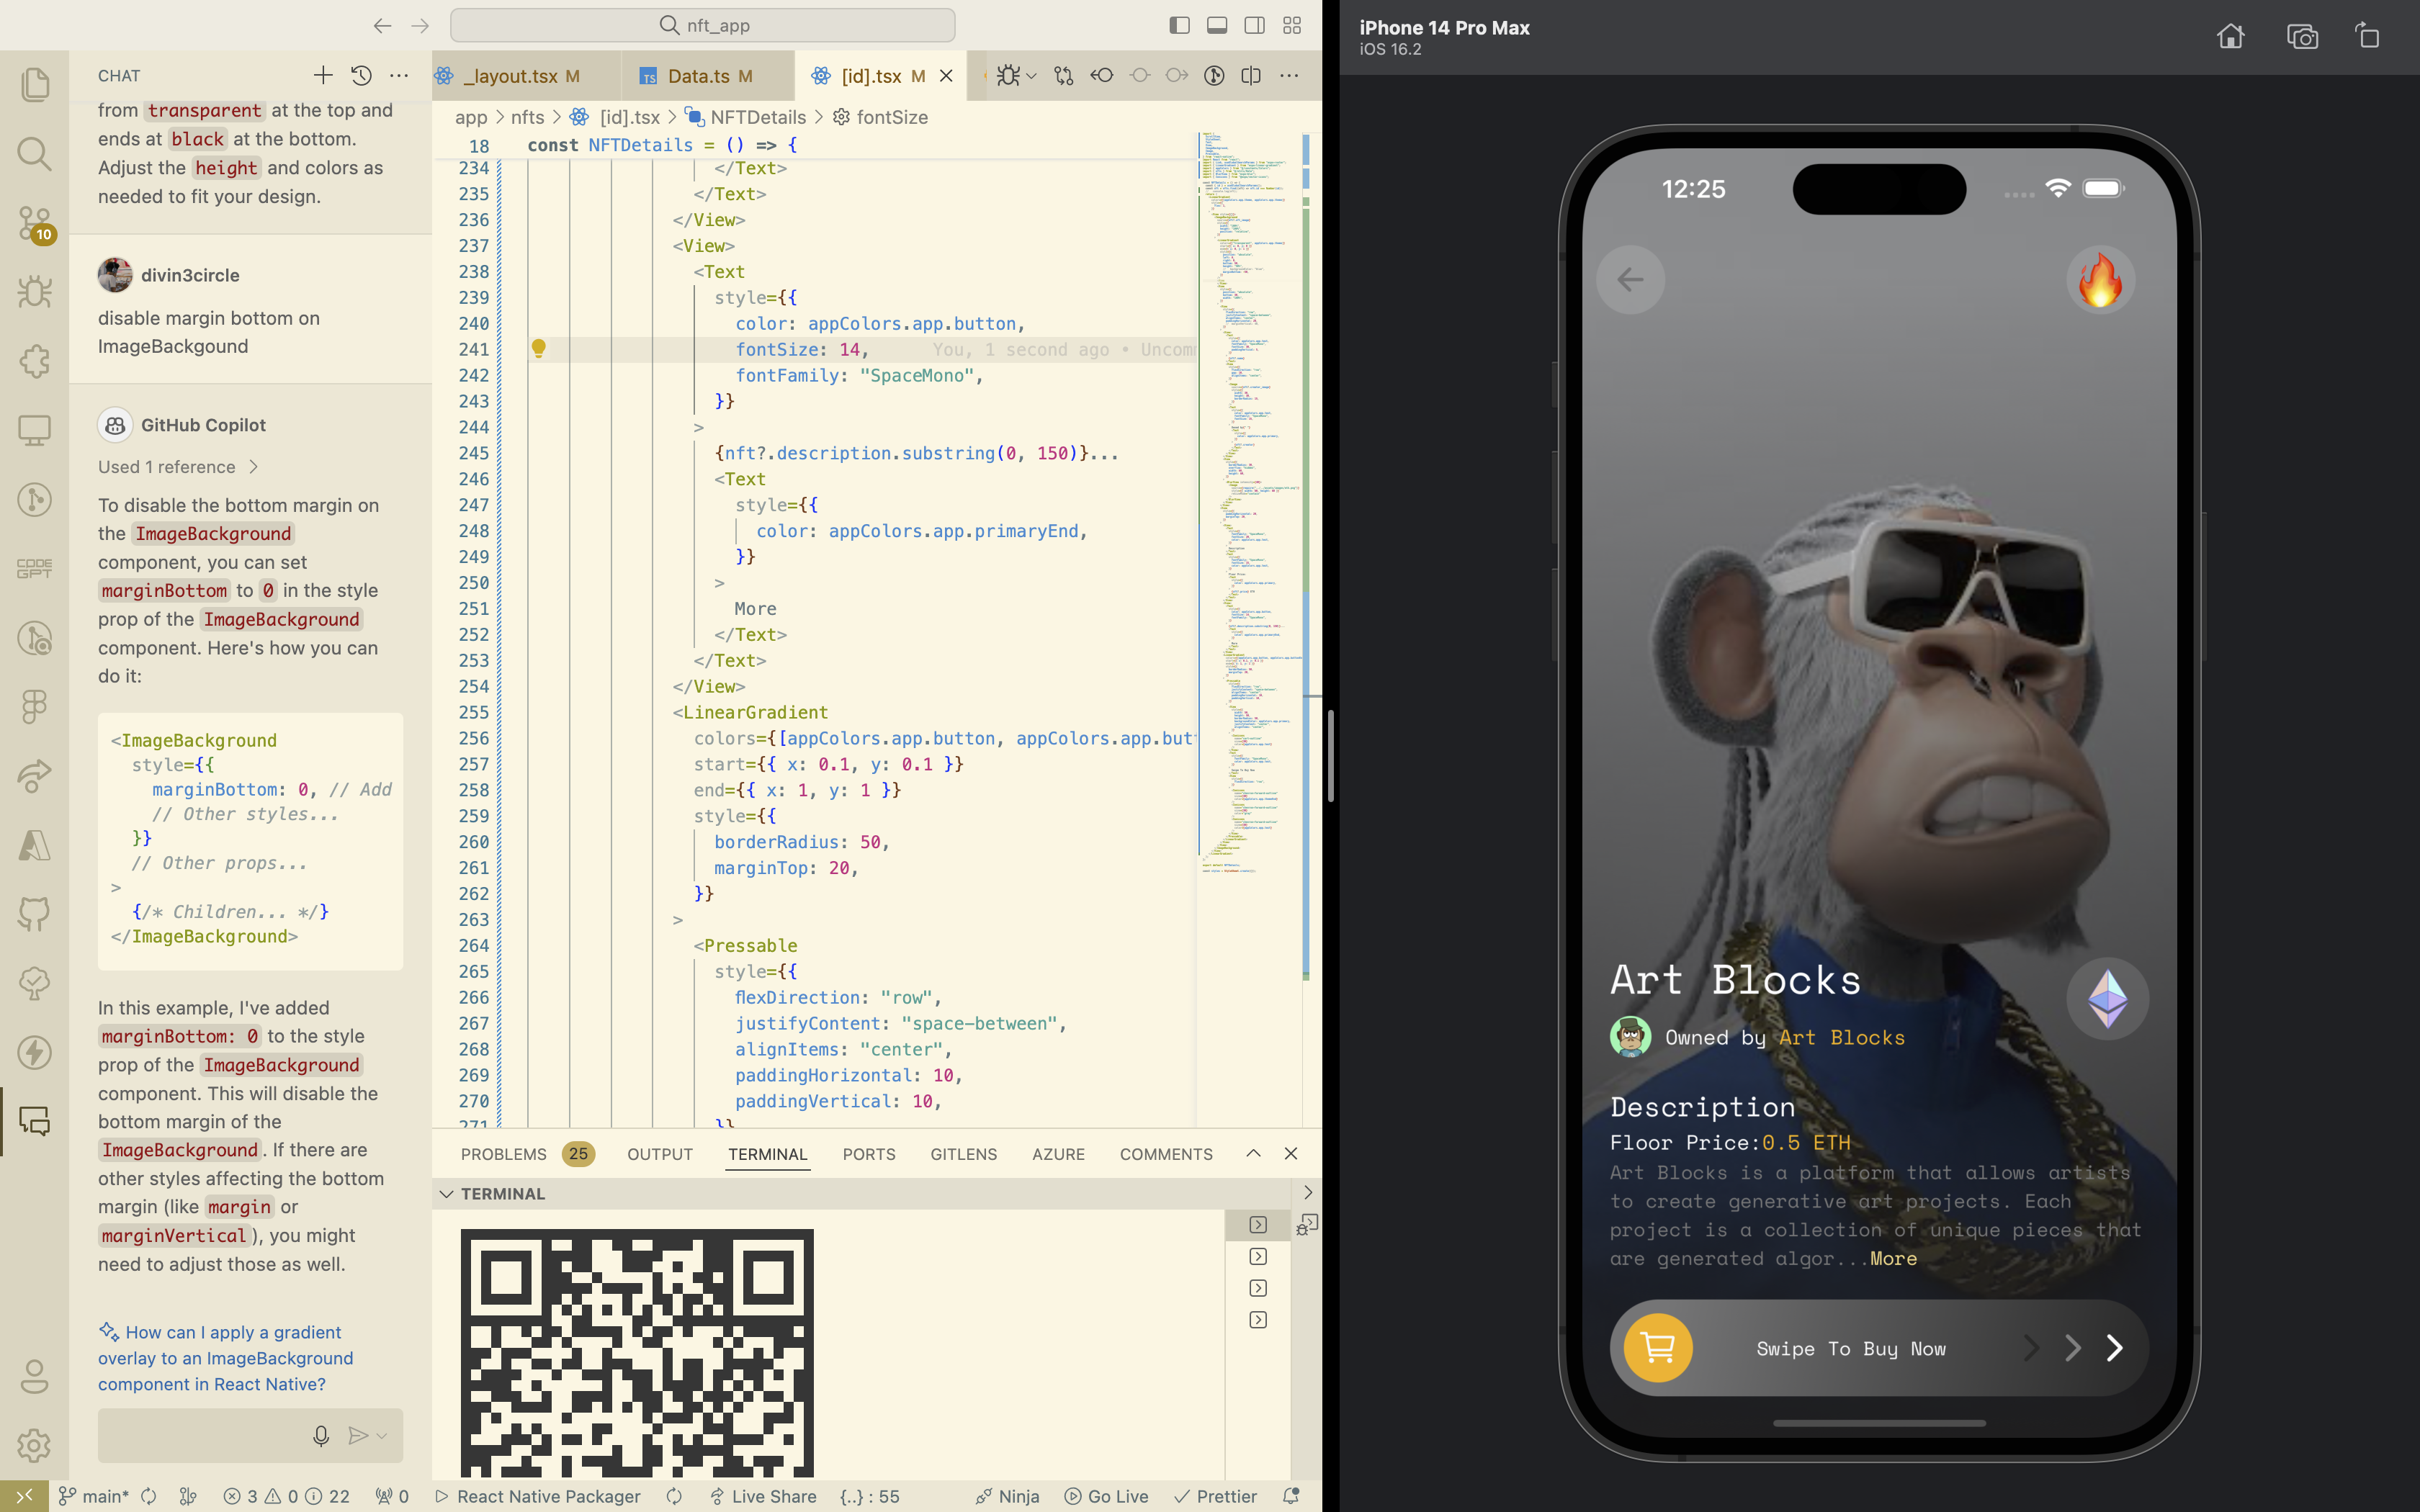 nft_app
CHAT
from transparent at the top and
ends at black at the bottom.
Adjust the height and colors as
needed to fit your design.
divin3circle
disable margin bottom on
ImageBackgound
GitHub Copilot
Used 1 reference
To disable the bottom margin on
the ImageBackground
component, you can set
marginBottom to 0 in the style
prop of the ImageBackground
component. Here's how you can
do it:
<ImageBackground
style={{
marginBottom: 0, // Add
// Other styles...
}}
// Other props...
>
{/* Children... */}
</ImageBackground>
In this example, I've added
marginBottom: 0 to the style
prop of the ImageBackground
component. This will disable the
bottom margin of the
ImageBackground. If there are
other styles affecting the bottom
margin (like margin or
marginVertical), you might
need to adjust those as well.
How can I apply a gradient
overlay to an ImageBackground
component in React Native?
10
CODE
GPT
_layout.tsx M
TS Data.ts M
[id].tsx M
app > nfts > [id].tsx > NFTDetails > fontSize
18 const NFTDetails = () => {
234 </Text>
235 </Text>
236 </View>
237 <View>
238 <Text
239 style={{
240 color: appColors.app.button,
241 fontSize: 14, You, 1 second ago • Uncom
242 fontFamily: "SpaceMono",
243 }}
244 >
245 {nft?.description.substring(0, 150)}...
246 <Text
247 style={{
248 color: appColors.app.primaryEnd,
249 }}
250 >
251 More
252 </Text>
253 </Text>
254 </View>
255 <LinearGradient
256 colors={[appColors.app.button, appColors.app.but
257 start={{ x: 0.1, y: 0.1 }}
258 end={{ x: 1, y: 1 }}
259 style={{
260 borderRadius: 50,
261 marginTop: 20,
262 }}
263 >
264 <Pressable
265 style={{
266 flexDirection: "row",
267 justifyContent: "space-between",
268 alignItems: "center",
269 paddingHorizontal: 10,
270 paddingVertical: 10,
271 }}
PROBLEMS 25 OUTPUT TERMINAL PORTS GITLENS AZURE COMMENTS
TERMINAL
main* 3 0 22 0 React Native Packager Live Share {..} : 55 Ninja Go Live Prettier
iPhone 14 Pro Max
iOS 16.2
12:25
Art Blocks
Owned by Art Blocks
Description
Floor Price:0.5 ETH
Art Blocks is a platform that allows artists
to create generative art projects. Each
project is a collection of unique pieces that
are generated algor...More
Swipe To Buy Now